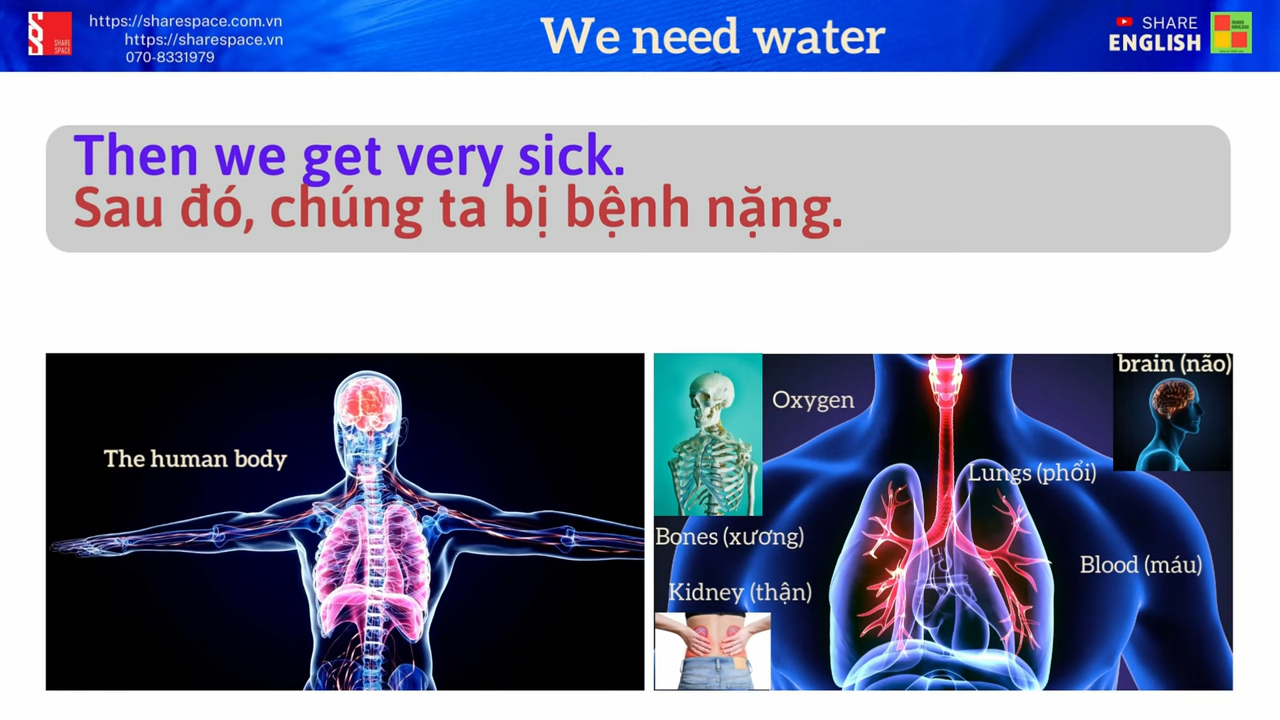 SHARE
SPACE
https://sharespace.com.vn
https://sharespace.vn
070-8331979
We need water
SHARE
ENGLISH
Then we get very sick.
Sau đó, chúng ta bị bệnh nặng.
The human body
Oxygen
brain (não)
Lungs (phổi)
Bones (xương)
Blood (máu)
Kidney (thận)